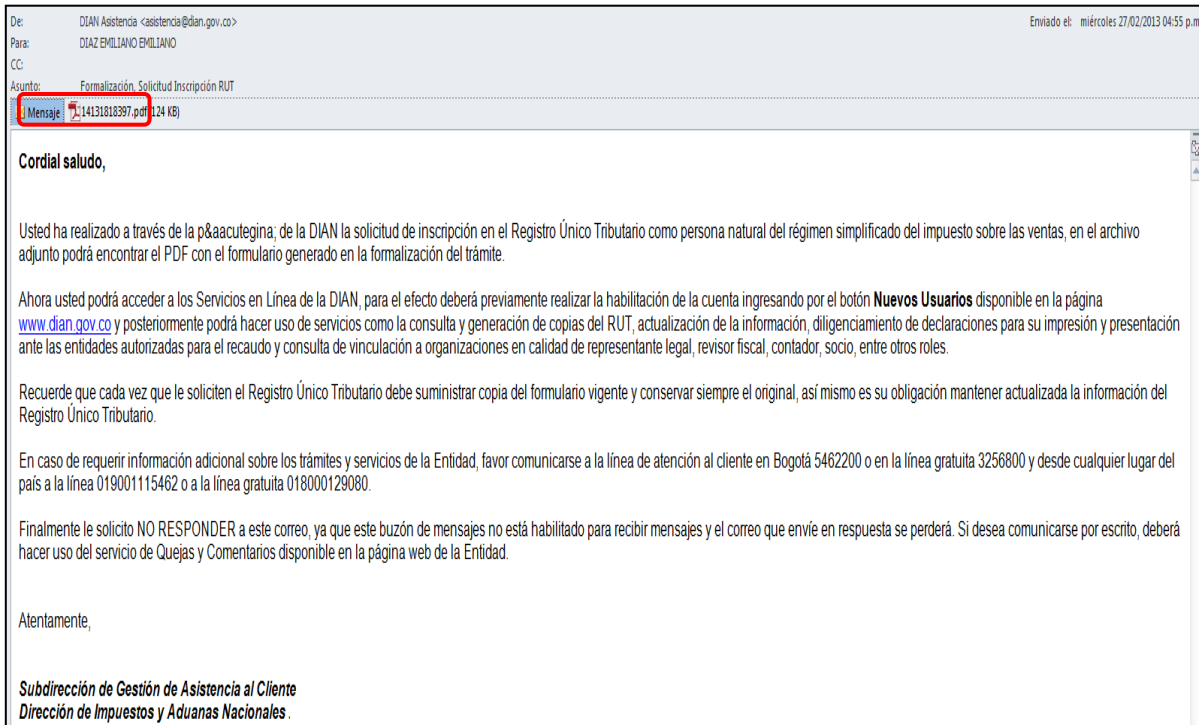 De: DIAN Asistencia <asistencia@dian.gov.co> Enviado el: miércoles 27/02/2013 04:55 p.m
Para: DIAZ EMILIANO EMILIANO
CC:
Asunto: Formalización, Solicitud Inscripción RUT
Mensaje 14131818397.pdf (124 KB)
Cordial saludo,
Usted ha realizado a través de la p&aacutegina; de la DIAN la solicitud de inscripción en el Registro Único Tributario como persona natural del régimen simplificado del impuesto sobre las ventas, en el archivo
adjunto podrá encontrar el PDF con el formulario generado en la formalización del trámite.
Ahora usted podrá acceder a los Servicios en Línea de la DIAN, para el efecto deberá previamente realizar la habilitación de la cuenta ingresando por el botón Nuevos Usuarios disponible en la página
www.dian.gov.co y posteriormente podrá hacer uso de servicios como la consulta y generación de copias del RUT, actualización de la información, diligenciamiento de declaraciones para su impresión y presentación
ante las entidades autorizadas para el recaudo y consulta de vinculación a organizaciones en calidad de representante legal, revisor fiscal, contador, socio, entre otros roles.
Recuerde que cada vez que le soliciten el Registro Único Tributario debe suministrar copia del formulario vigente y conservar siempre el original, así mismo es su obligación mantener actualizada la información del
Registro Único Tributario.
En caso de requerir información adicional sobre los trámites y servicios de la Entidad, favor comunicarse a la línea de atención al cliente en Bogotá 5462200 o en la línea gratuita 3256800 y desde cualquier lugar del
país a la línea 019001115462 o a la línea gratuita 018000129080.
Finalmente le solicito NO RESPONDER a este correo, ya que este buzón de mensajes no está habilitado para recibir mensajes y el correo que envíe en respuesta se perderá. Si desea comunicarse por escrito, deberá
hacer uso del servicio de Quejas y Comentarios disponible en la página web de la Entidad.
Atentamente,
Subdirección de Gestión de Asistencia al Cliente
Dirección de Impuestos y Aduanas Nacionales .